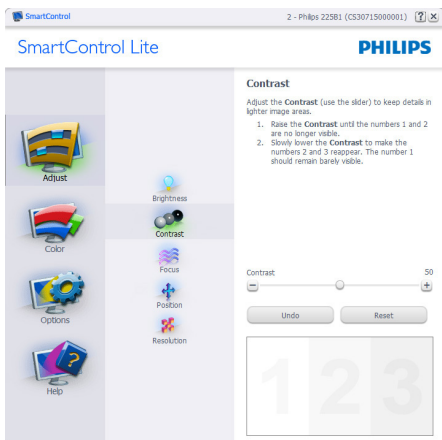 SmartControl
2 - Philips 225B1 (CS30715000001)
SmartControl Lite
PHILIPS
Adjust
Color
Options
Help
Brightness
Contrast
Focus
Position
Resolution
Contrast
Adjust the Contrast (use the slider) to keep details in
lighter image areas.
1. Raise the Contrast until the numbers 1 and 2
are no longer visible.
2. Slowly lower the Contrast to make the
numbers 2 and 3 reappear. The number 1
should remain barely visible.
Contrast 50
Undo Reset
1 2 3